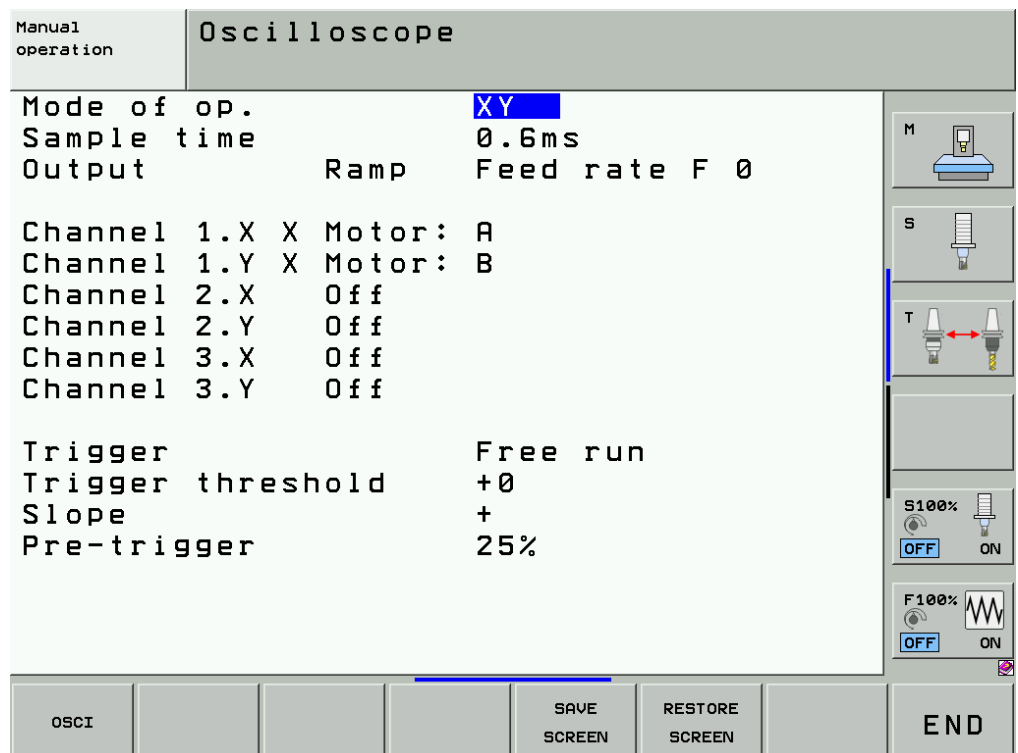 Manual
operation
Oscilloscope
Mode of op. XY
Sample time 0.6ms
Output Ramp Feed rate F 0
Channel 1.X X Motor: A
Channel 1.Y X Motor: B
Channel 2.X Off
Channel 2.Y Off
Channel 3.X Off
Channel 3.Y Off
Trigger Free run
Trigger threshold +0
Slope +
Pre-trigger 25%
M
S
T
S100%
OFF ON
F100%
OFF ON
OSCI
SAVE
SCREEN
RESTORE
SCREEN
END